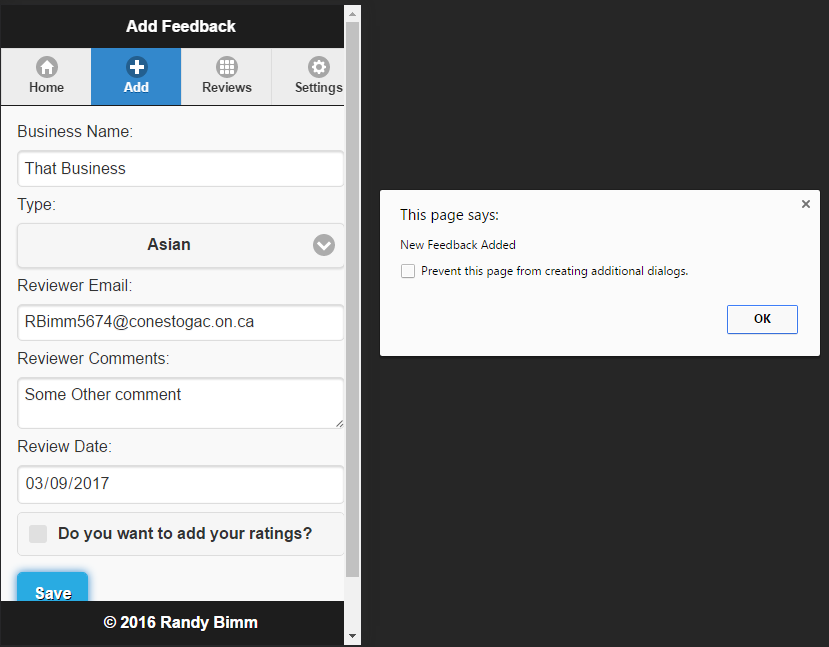 Add Feedback
Home Add Reviews Settings
Business Name:
That Business
Type:
Asian
Reviewer Email:
RBimm5674@conestogac.on.ca
Reviewer Comments:
Some Other comment
Review Date:
03/09/2017
Do you want to add your ratings?
Save
© 2016 Randy Bimm
This page says:
New Feedback Added
Prevent this page from creating additional dialogs.
OK